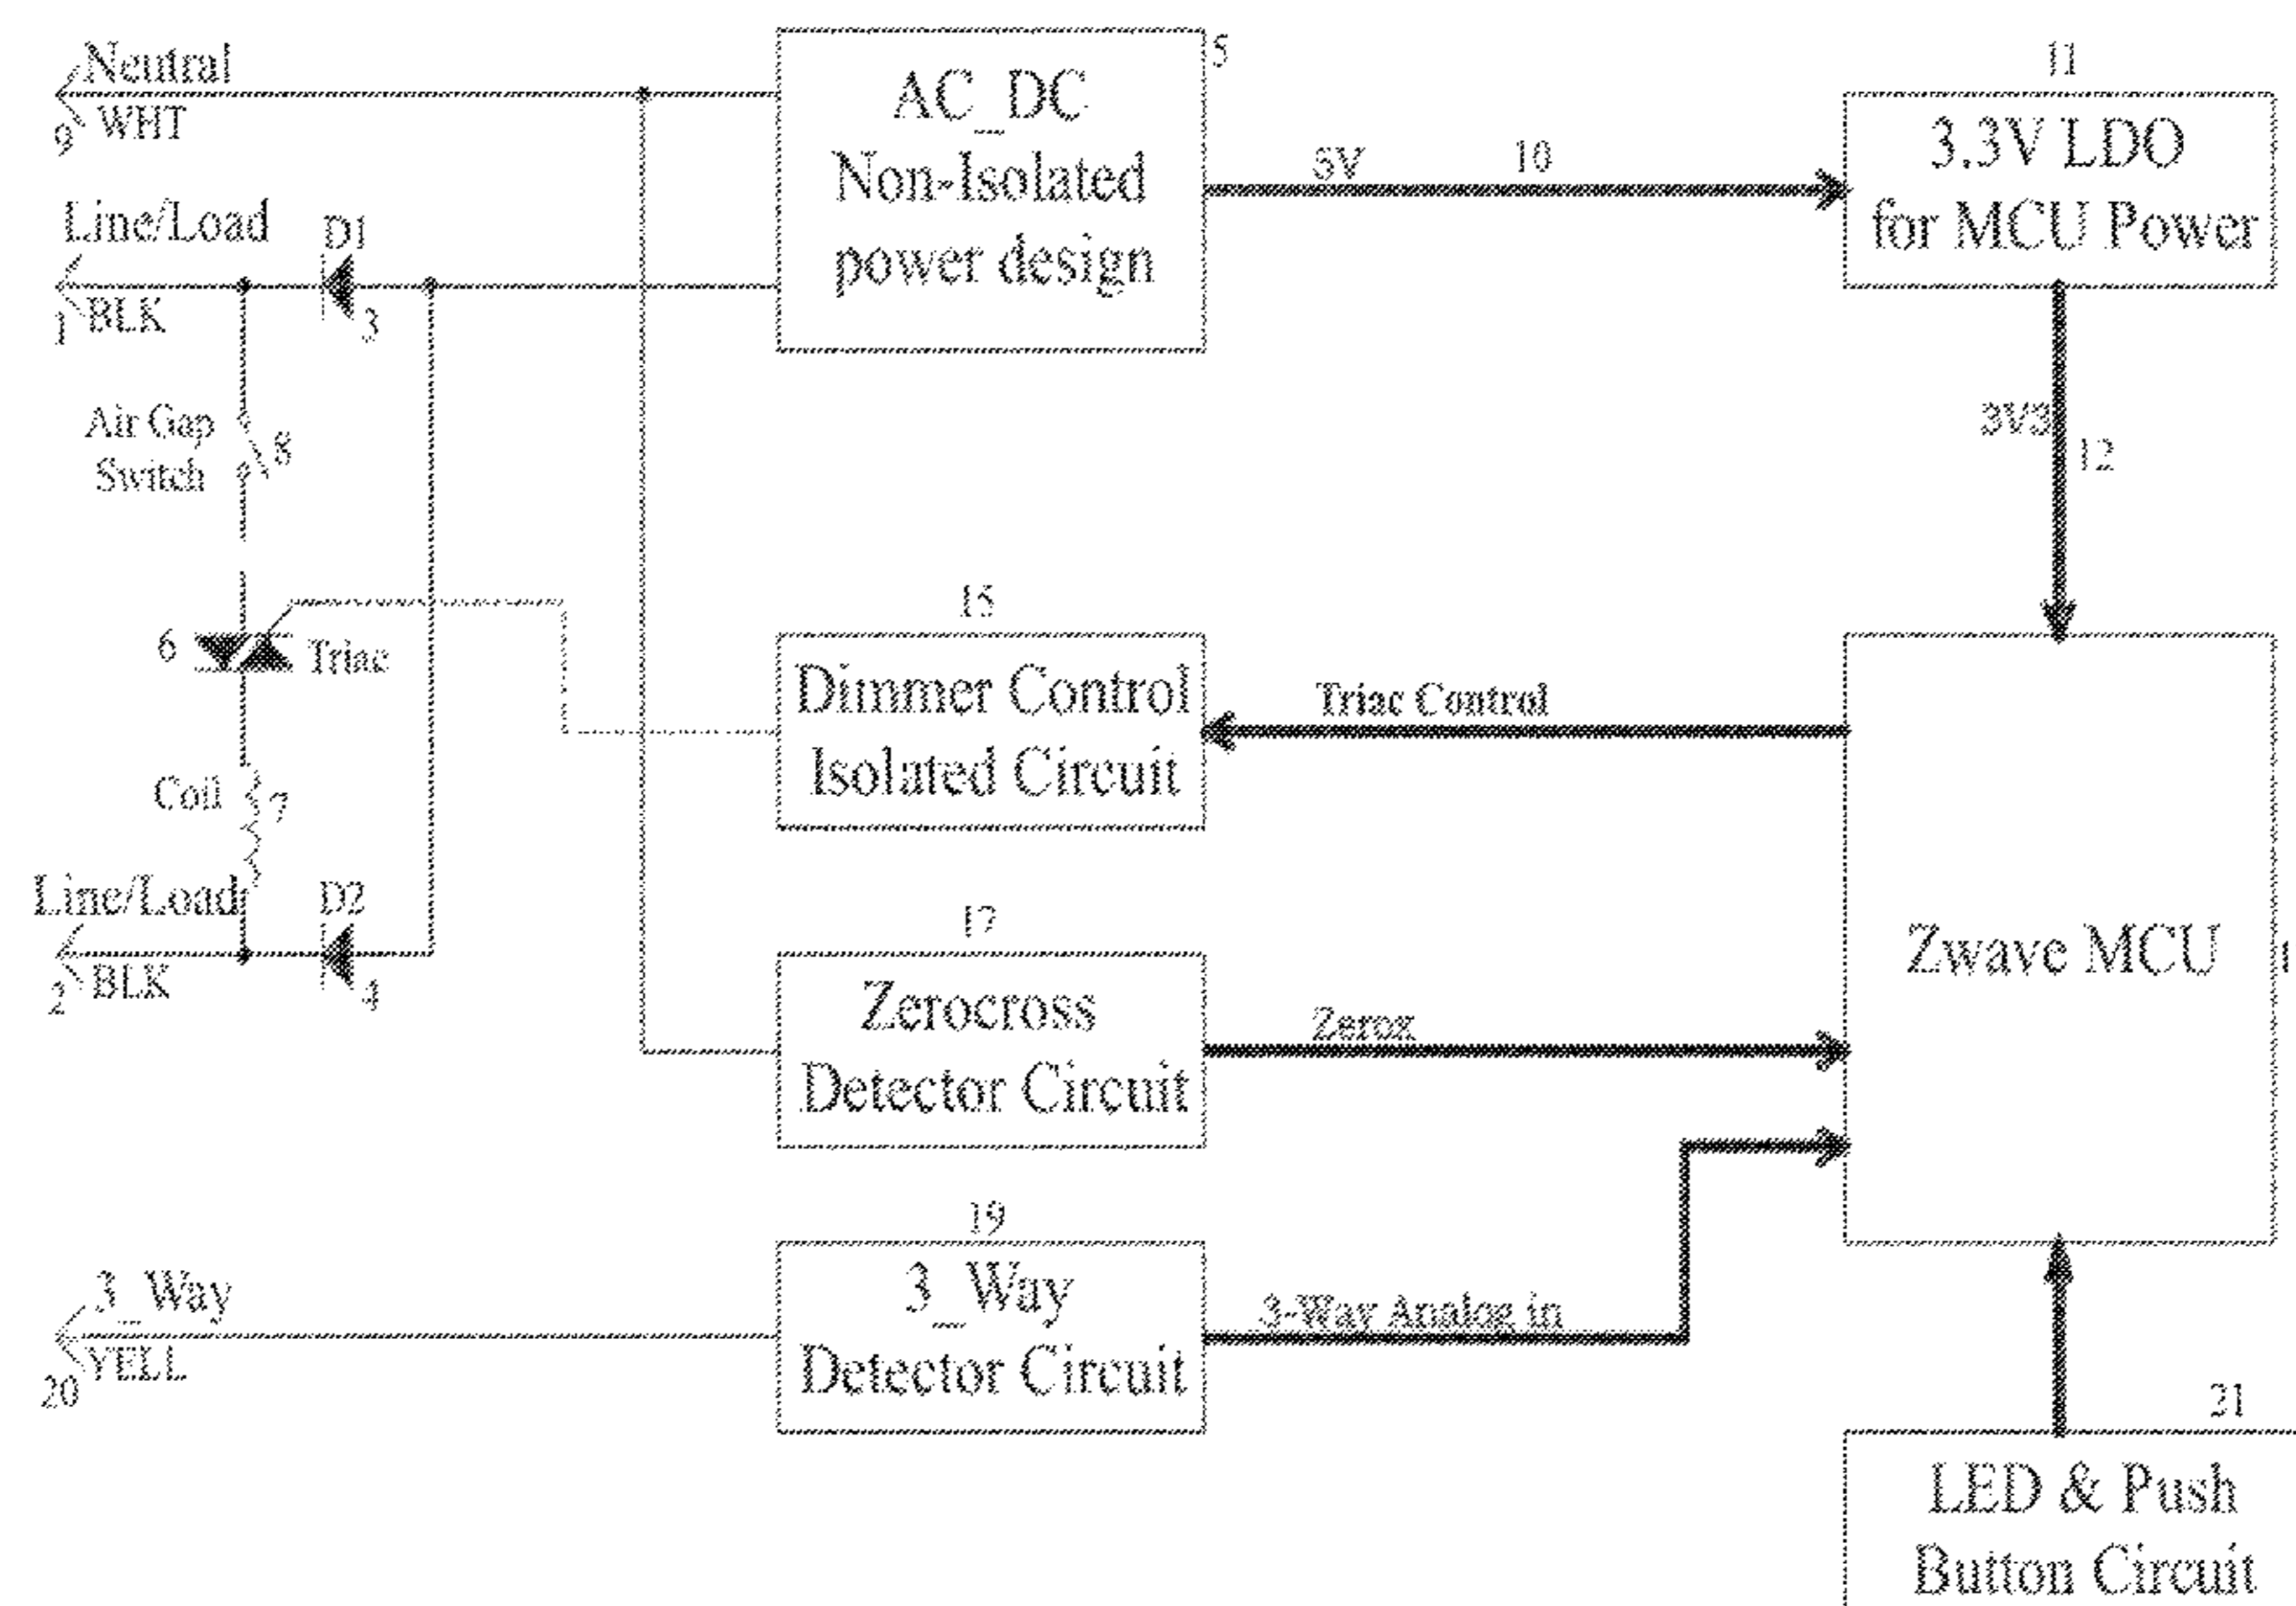 Neutral
9 WHT
Line/Load
1 BLK
D1
3
AC_DC
Non-Isolated
power design
5
5V
10
11
3.3V LDO
for MCU Power
3V3
12
Air Gap
Switch
8
6
Triac
Coil
7
Line/Load
2 BLK
D2
4
15
Dimmer Control
Isolated Circuit
Triac Control
17
Zerocross
Detector Circuit
Zerox
Zwave MCU
3_Way
20 YELL
19
3_Way
Detector Circuit
3-Way Analog in
21
LED & Push
Button Circuit